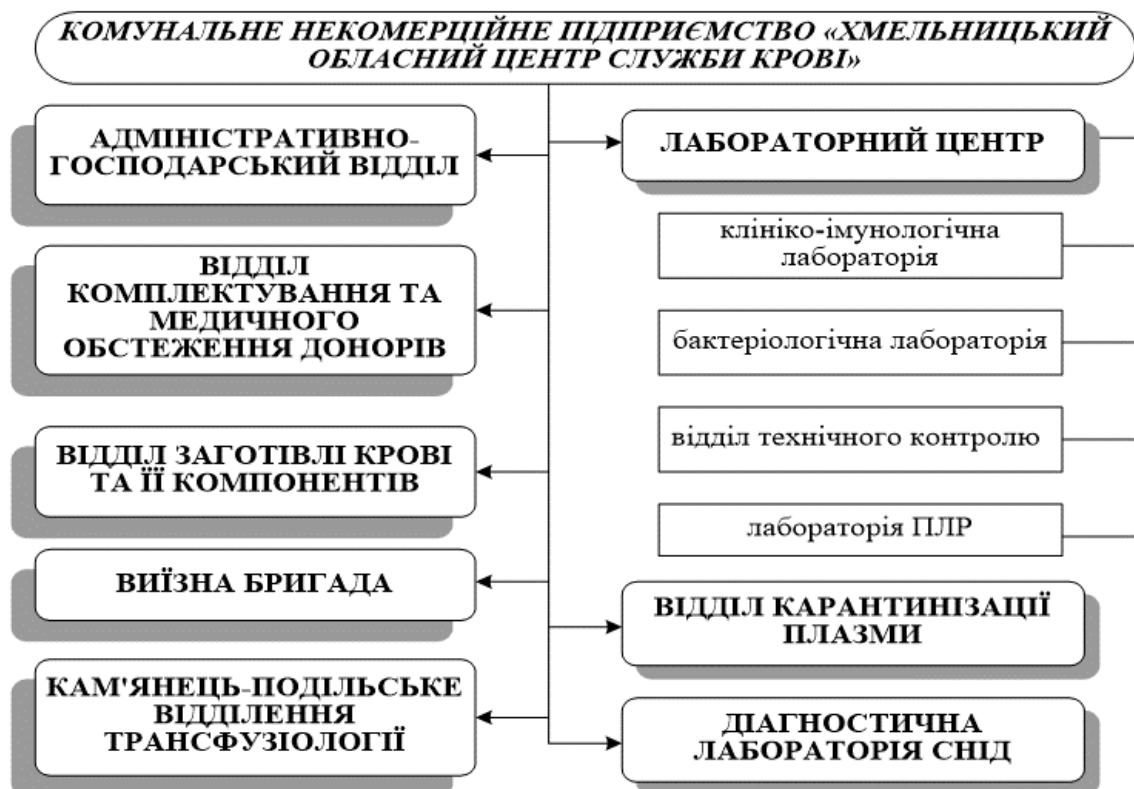 КОМУНАЛЬНЕ НЕКОМЕРЦІЙНЕ ПІДПРИЄМСТВО «ХМЕЛЬНИЦЬКИЙ
ОБЛАСНИЙ ЦЕНТР СЛУЖБИ КРОВІ»
АДМІНІСТРАТИВНО-
ГОСПОДАРСЬКИЙ ВІДДІЛ
ВІДДІЛ
КОМПЛЕКТУВАННЯ ТА
МЕДИЧНОГО
ОБСТЕЖЕННЯ ДОНОРІВ
ВІДДІЛ ЗАГОТІВЛІ КРОВІ
ТА ЇЇ КОМПОНЕНТІВ
ВИЇЗНА БРИГАДА
КАМ'ЯНЕЦЬ-ПОДІЛЬСЬКЕ
ВІДДІЛЕННЯ
ТРАНСФУЗІОЛОГІЇ
ЛАБОРАТОРНИЙ ЦЕНТР
клініко-імунологічна
лабораторія
бактеріологічна лабораторія
відділ технічного контролю
лабораторія ПЛР
ВІДДІЛ КАРАНТИНІЗАЦІЇ
ПЛАЗМИ
ДІАГНОСТИЧНА
ЛАБОРАТОРІЯ СНІД